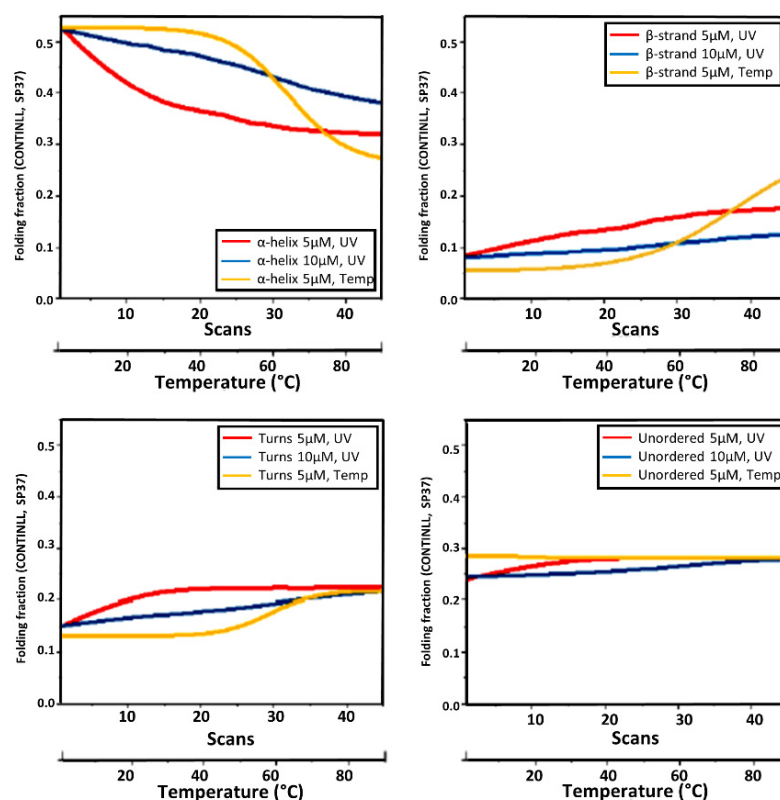 Folding fraction (CONTINLL, SP37)
0.5
0.4
0.3
0.2
0.1
0.0
α-helix 5µM, UV
α-helix 10µM, UV
α-helix 5µM, Temp
10 20 30 40
Scans
20 40 60 80
Temperature (°C)
Folding fraction (CONTINLL, SP37)
0.5
0.4
0.3
0.2
0.1
0.0
β-strand 5µM, UV
β-strand 10µM, UV
β-strand 5µM, Temp
10 20 30 40
Scans
20 40 60 80
Temperature (°C)
Folding fraction (CONTINLL, SP37)
0.5
0.4
0.3
0.2
0.1
0.0
Turns 5µM, UV
Turns 10µM, UV
Turns 5µM, Temp
10 20 30 40
Scans
20 40 60 80
Temperature (°C)
Folding fraction (CONTINLL, SP37)
0.5
0.4
0.3
0.2
0.1
0.0
Unordered 5µM, UV
Unordered 10µM, UV
Unordered 5µM, Temp
10 20 30 40
Scans
20 40 60 80
Temperature (°C)